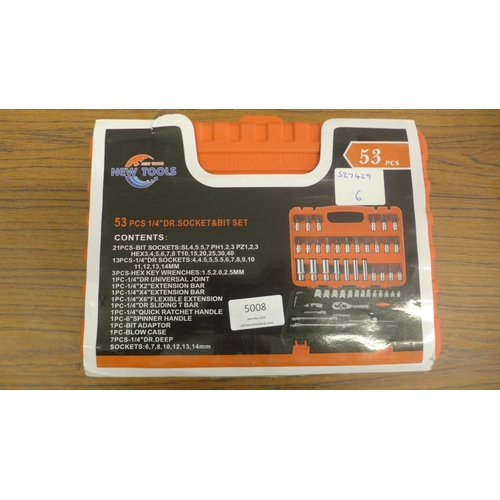 NEW TOOLS
NEW TOOLS
53 PCS
527429
6
53 PCS 1/4"DR.SOCKET&BIT SET
CONTENTS:
21PCS-BIT SOCKETS:SL4,5.5,7 PH1,2.3 PZ1,2,3
HEX3,4,5,6,7,8 T10,15,20,25,30,40
13PCS-1/4"DR.SOCKETS:4,4.5,5,5.5,6,7,8,9,10
11,12,13,14MM
3PCS-HEX KEY WRENCHES:1.5,2.0,2.5MM
1PC-1/4"DR UNIVERSAL JOINT
1PC-1/4"X2"EXTENSION BAR
1PC-1/4"X4"EXTENSION BAR
1PC-1/4"X6"FLEXIBLE EXTENSION
1PC-1/4"DR SLIDING T BAR
1PC-1/4"QUICK RATCHET HANDLE
1PC-6"SPINNER HANDLE
1PC-BIT ADAPTOR
1PC-BLOW CASE
7PCS-1/4"DR.DEEP
SOCKETS:6,7,8,10,12,13,14mm
5008